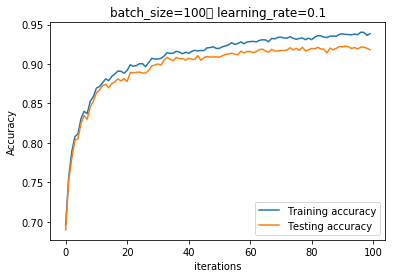 batch_size=100▯ learning_rate=0.1
0.95
0.90
0.85
0.80
0.75
0.70
Accuracy
0
20
40
60
80
100
iterations
Training accuracy
Testing accuracy